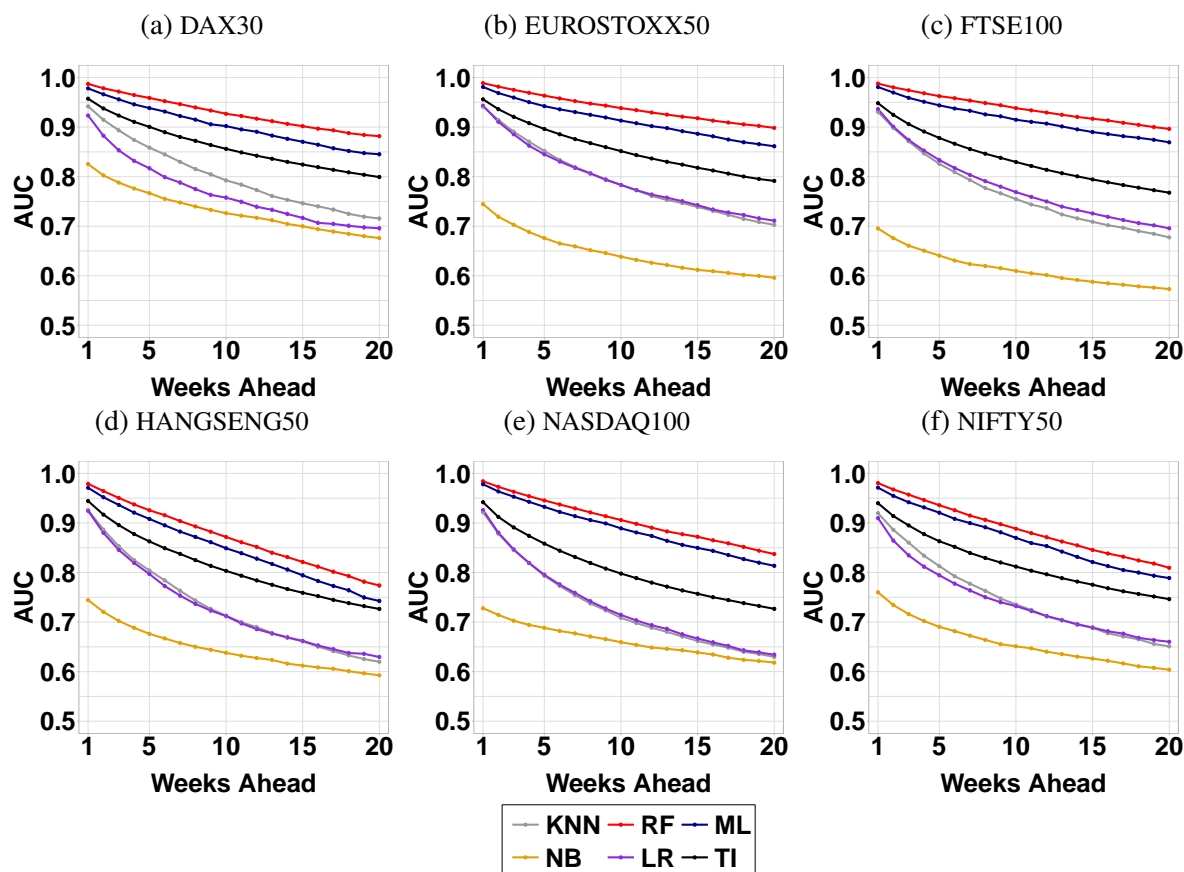 (a) DAX30
(b) EUROSTOXX50
(c) FTSE100
1.0
0.9
0.8
0.7
0.6
0.5
AUC
1 5 10 15 20
Weeks Ahead
1.0
0.9
0.8
0.7
0.6
0.5
AUC
1 5 10 15 20
Weeks Ahead
1.0
0.9
0.8
0.7
0.6
0.5
AUC
1 5 10 15 20
Weeks Ahead
(d) HANGSENG50
(e) NASDAQ100
(f) NIFTY50
1.0
0.9
0.8
0.7
0.6
0.5
AUC
1 5 10 15 20
Weeks Ahead
1.0
0.9
0.8
0.7
0.6
0.5
AUC
1 5 10 15 20
Weeks Ahead
1.0
0.9
0.8
0.7
0.6
0.5
AUC
1 5 10 15 20
Weeks Ahead
KNN RF ML
NB LR TI